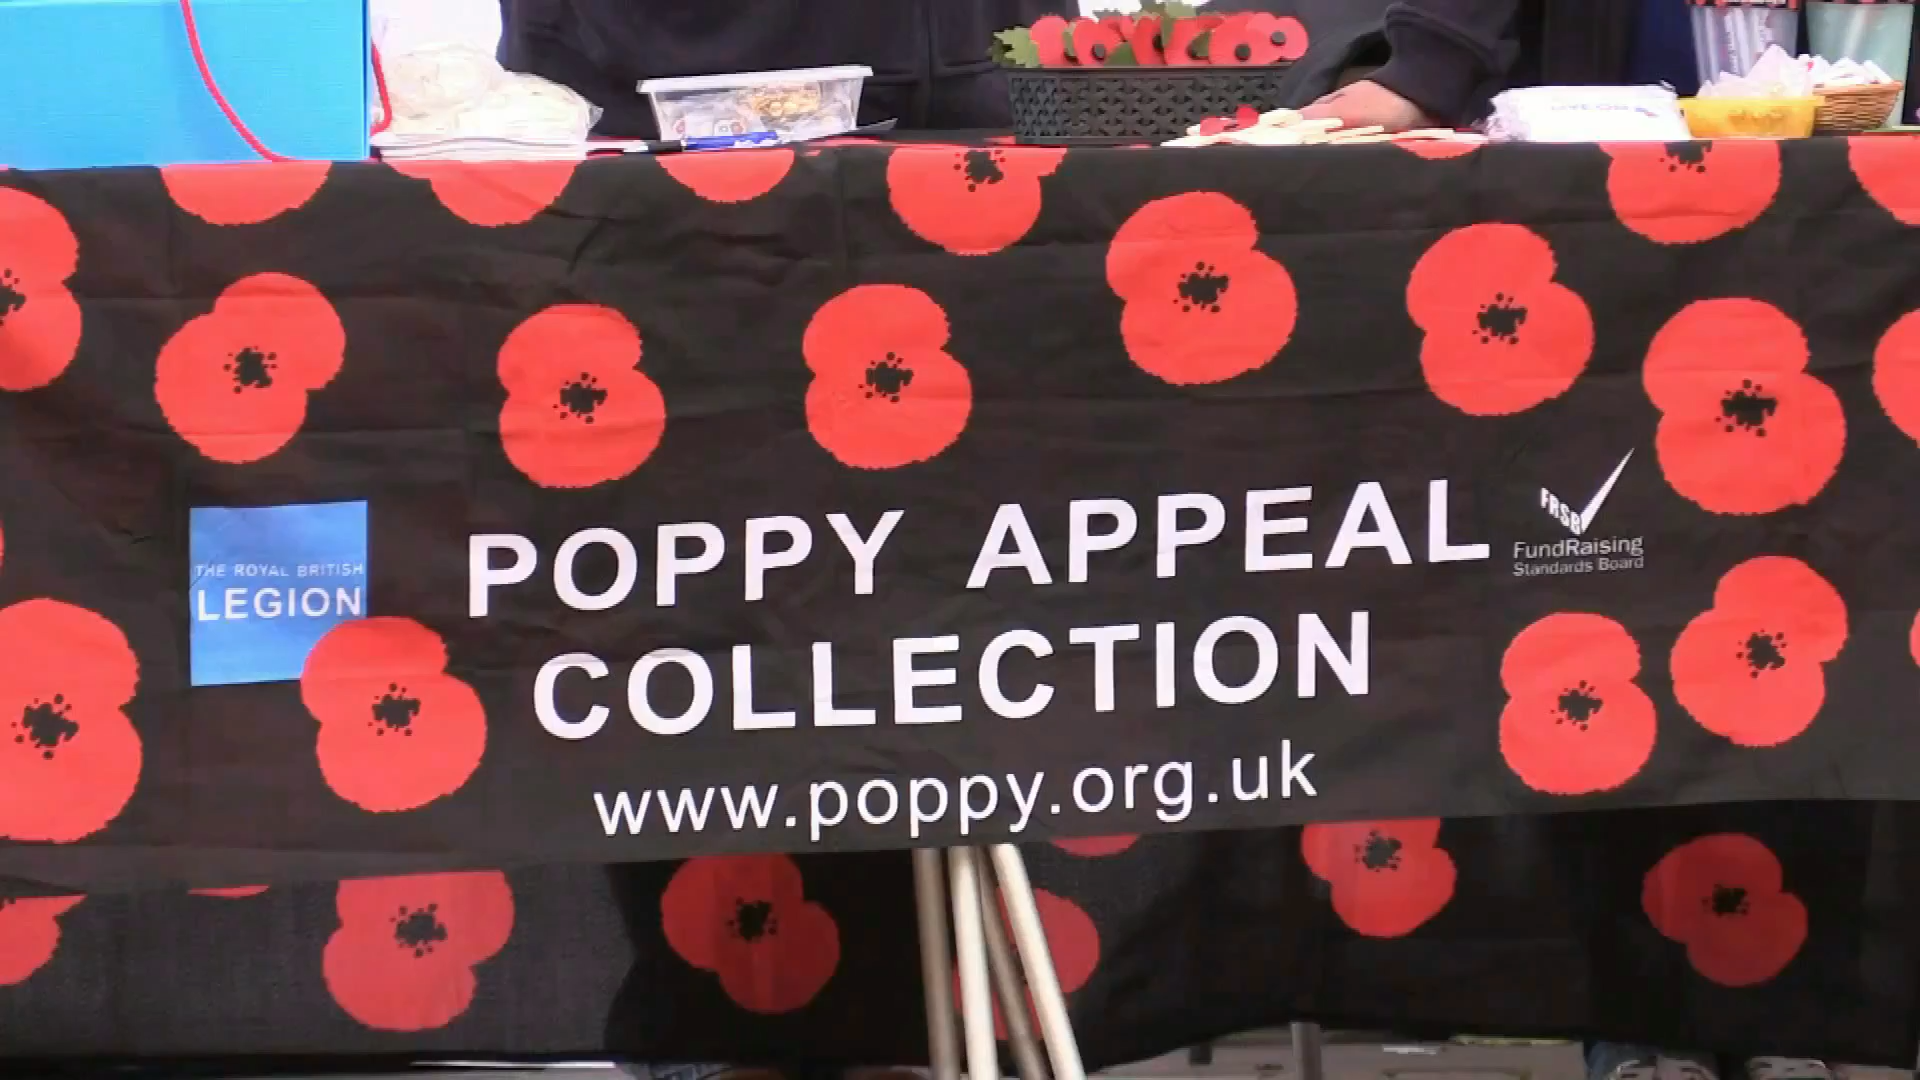 THE ROYAL BRITISH
LEGION
POPPY APPEAL
COLLECTION
www.poppy.org.uk
FRSB
FundRaising
Standards Board